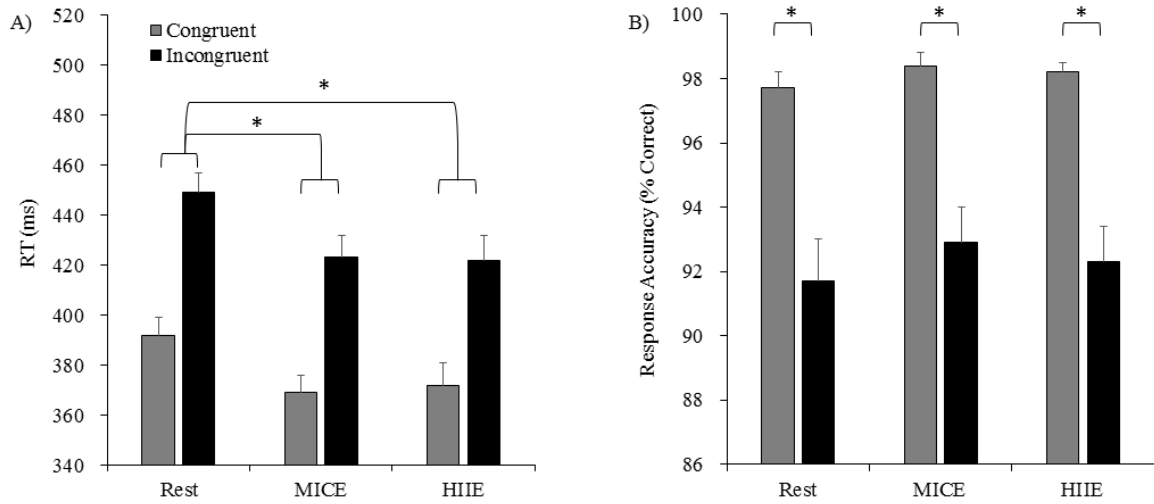 A)
520
500
480
460
440
420
400
380
360
340
RT (ms)
Congruent
Incongruent
*
*
Rest MICE HIIE
B)
100
98
96
94
92
90
88
86
Response Accuracy (% Correct)
* * *
Rest MICE HIIE